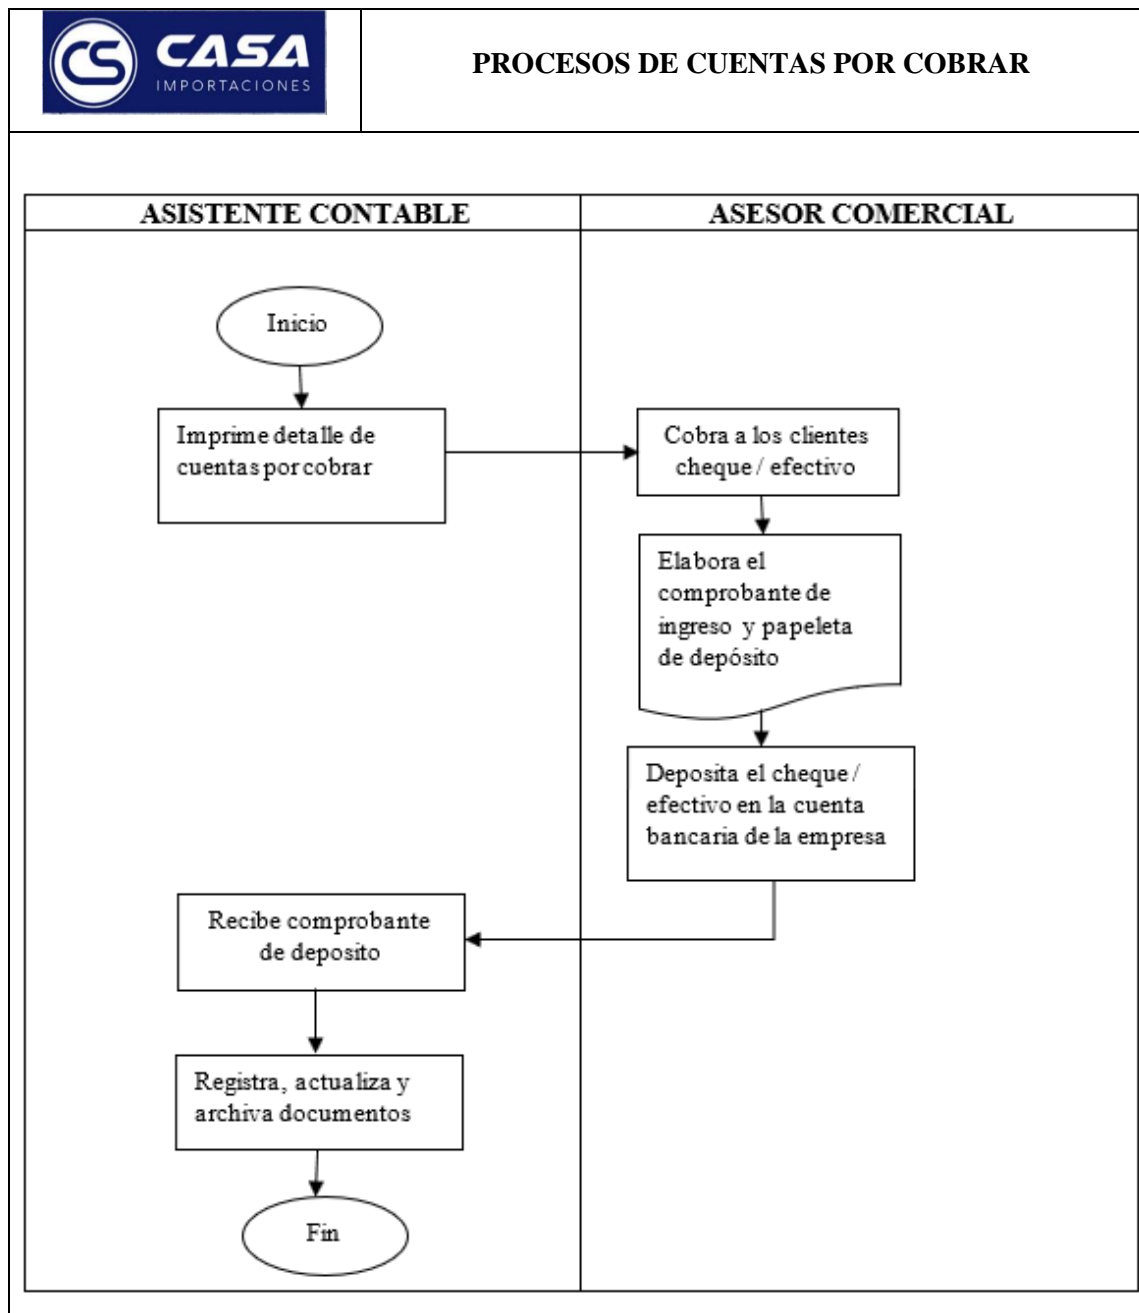 CS CASA
IMPORTACIONES
PROCESOS DE CUENTAS POR COBRAR
ASISTENTE CONTABLE
ASESOR COMERCIAL
Inicio
Imprime detalle de
cuentas por cobrar
Cobra a los clientes
cheque / efectivo
Elabora el
comprobante de
ingreso y papeleta
de depósito
Deposita el cheque /
efectivo en la cuenta
bancaria de la empresa
Recibe comprobante
de deposito
Registra, actualiza y
archiva documentos
Fin